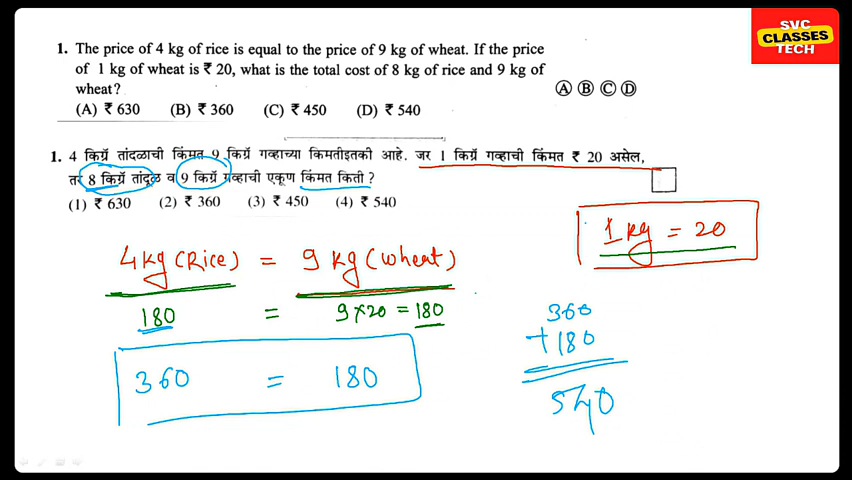 SVC
CLASSES
TECH
1. The price of 4 kg of rice is equal to the price of 9 kg of wheat. If the price
of 1 kg of wheat is ₹ 20, what is the total cost of 8 kg of rice and 9 kg of
wheat?
Ⓐ Ⓑ Ⓒ Ⓓ
(A) ₹ 630 (B) ₹ 360 (C) ₹ 450 (D) ₹ 540
1. 4 किग्रॅ तांदळाची किंमत 9 किग्रॅ गव्हाच्या किमतीइतकी आहे. जर 1 किग्रॅ गव्हाची किंमत ₹ 20 असेल,
तर 8 किग्रॅ तांदूळ व 9 किग्रॅ गव्हाची एकूण किंमत किती ?
(1) ₹ 630 (2) ₹ 360 (3) ₹ 450 (4) ₹ 540
1 kg = 20
4kg (Rice) = 9 kg (wheat)
180 = 9×20 = 180
360 = 180
360
+180
540